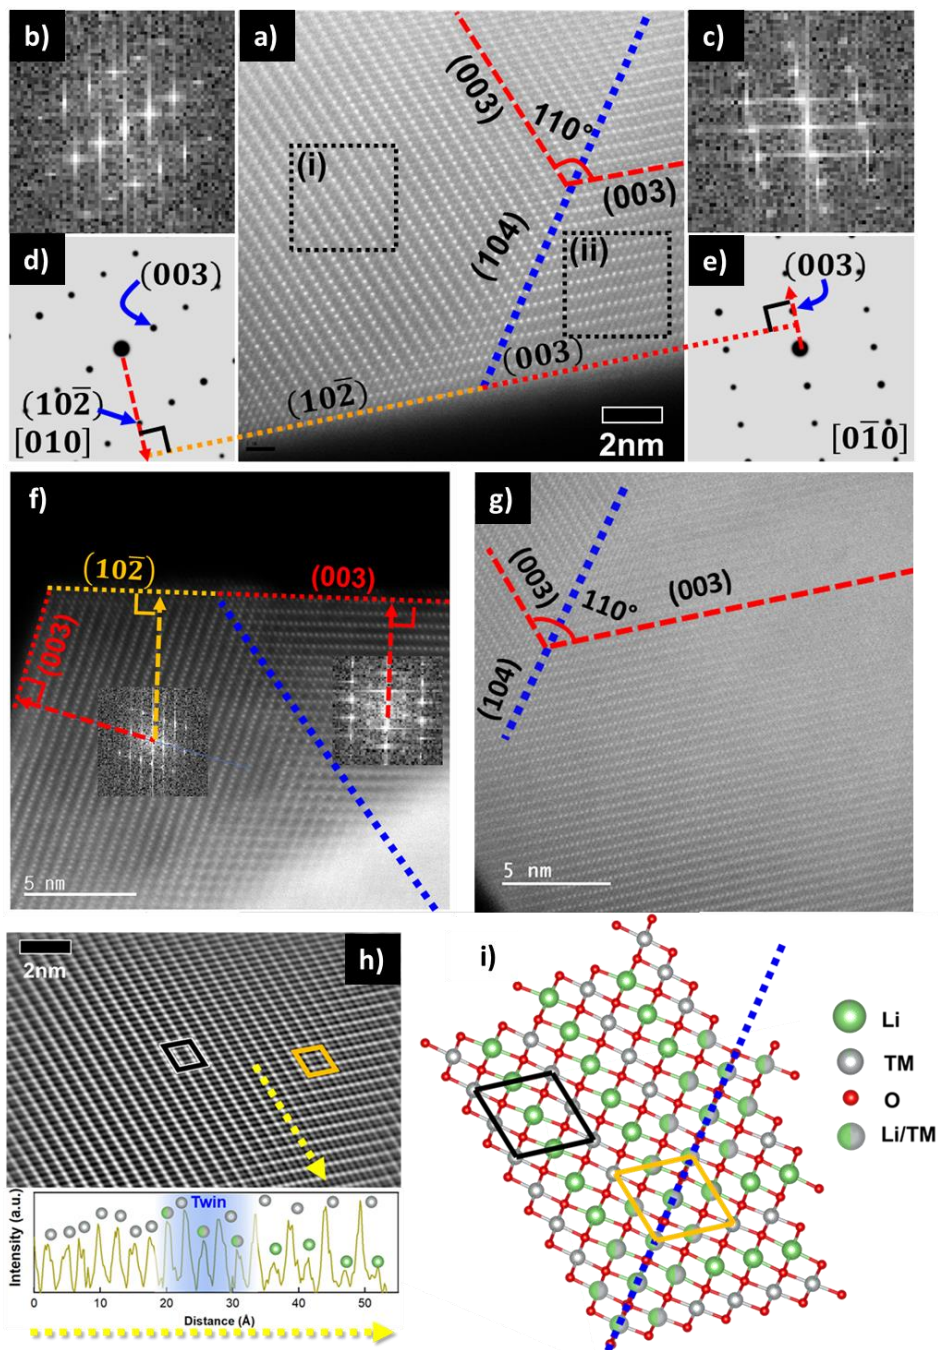 b)
a)
c)
(003)
110°
(003)
(i)
(104)
(ii)
d)
(003)
(102̅)
[010]
(102̅)
(003)
2nm
e)
(003)
[01̅0]
f)
(102̅)
(003)
(003)
5 nm
g)
(003)
110°
(003)
(104)
5 nm
2nm
h)
Intensity (a.u.)
Twin
0 10 20 30 40 50
Distance (Å)
i)
Li
TM
O
Li/TM